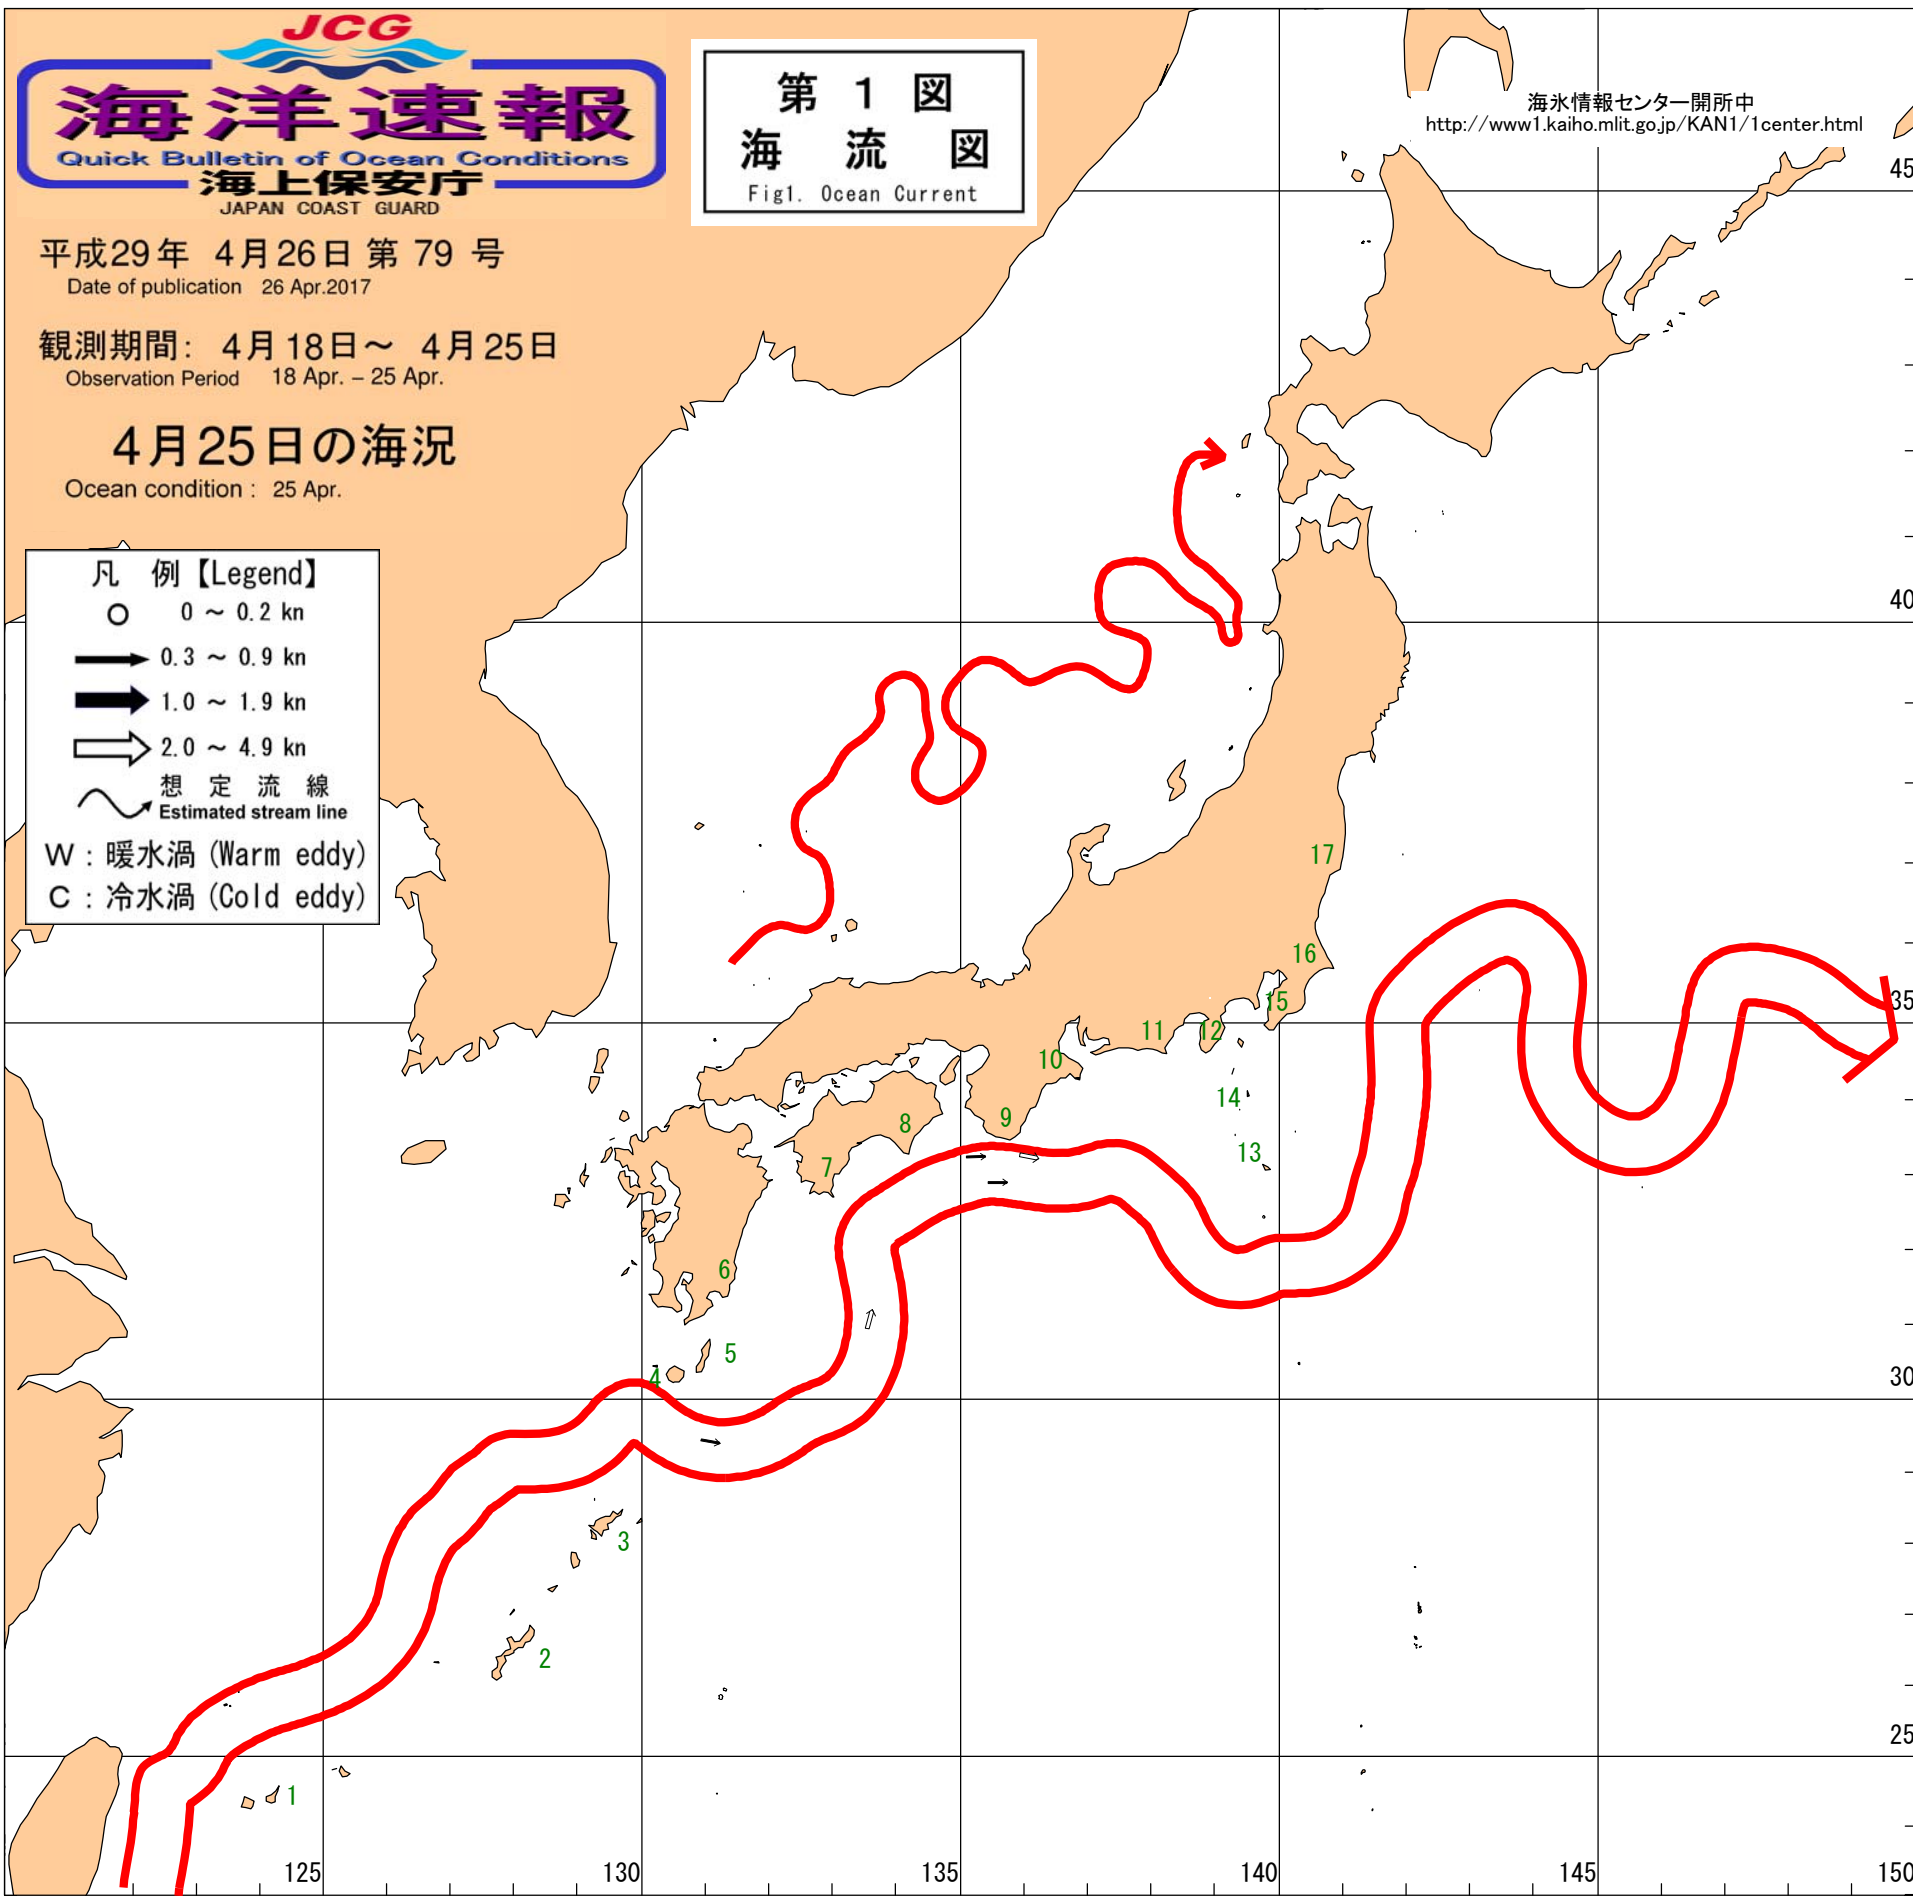 JCG
海洋速報
Quick Bulletin of Ocean Conditions
海上保安庁
JAPAN COAST GUARD
第 1 図
海 流 図
Fig1. Ocean Current
海氷情報センター開所中
http://www1.kaiho.mlit.go.jp/KAN1/1center.html
平成29年 4月26日 第 79 号
Date of publication 26 Apr.2017
観測期間: 4月18日～ 4月25日
Observation Period 18 Apr. – 25 Apr.
4月25日の海況
Ocean condition : 25 Apr.
凡 例【Legend】
0 ～ 0.2 kn
0.3 ～ 0.9 kn
1.0 ～ 1.9 kn
2.0 ～ 4.9 kn
想 定 流 線
Estimated stream line
W : 暖水渦 (Warm eddy)
C : 冷水渦 (Cold eddy)
45
40
35
30
25
17
16
15
12
11
10
14
13
9
8
7
6
5
4
3
2
1
125
130
135
140
145
150